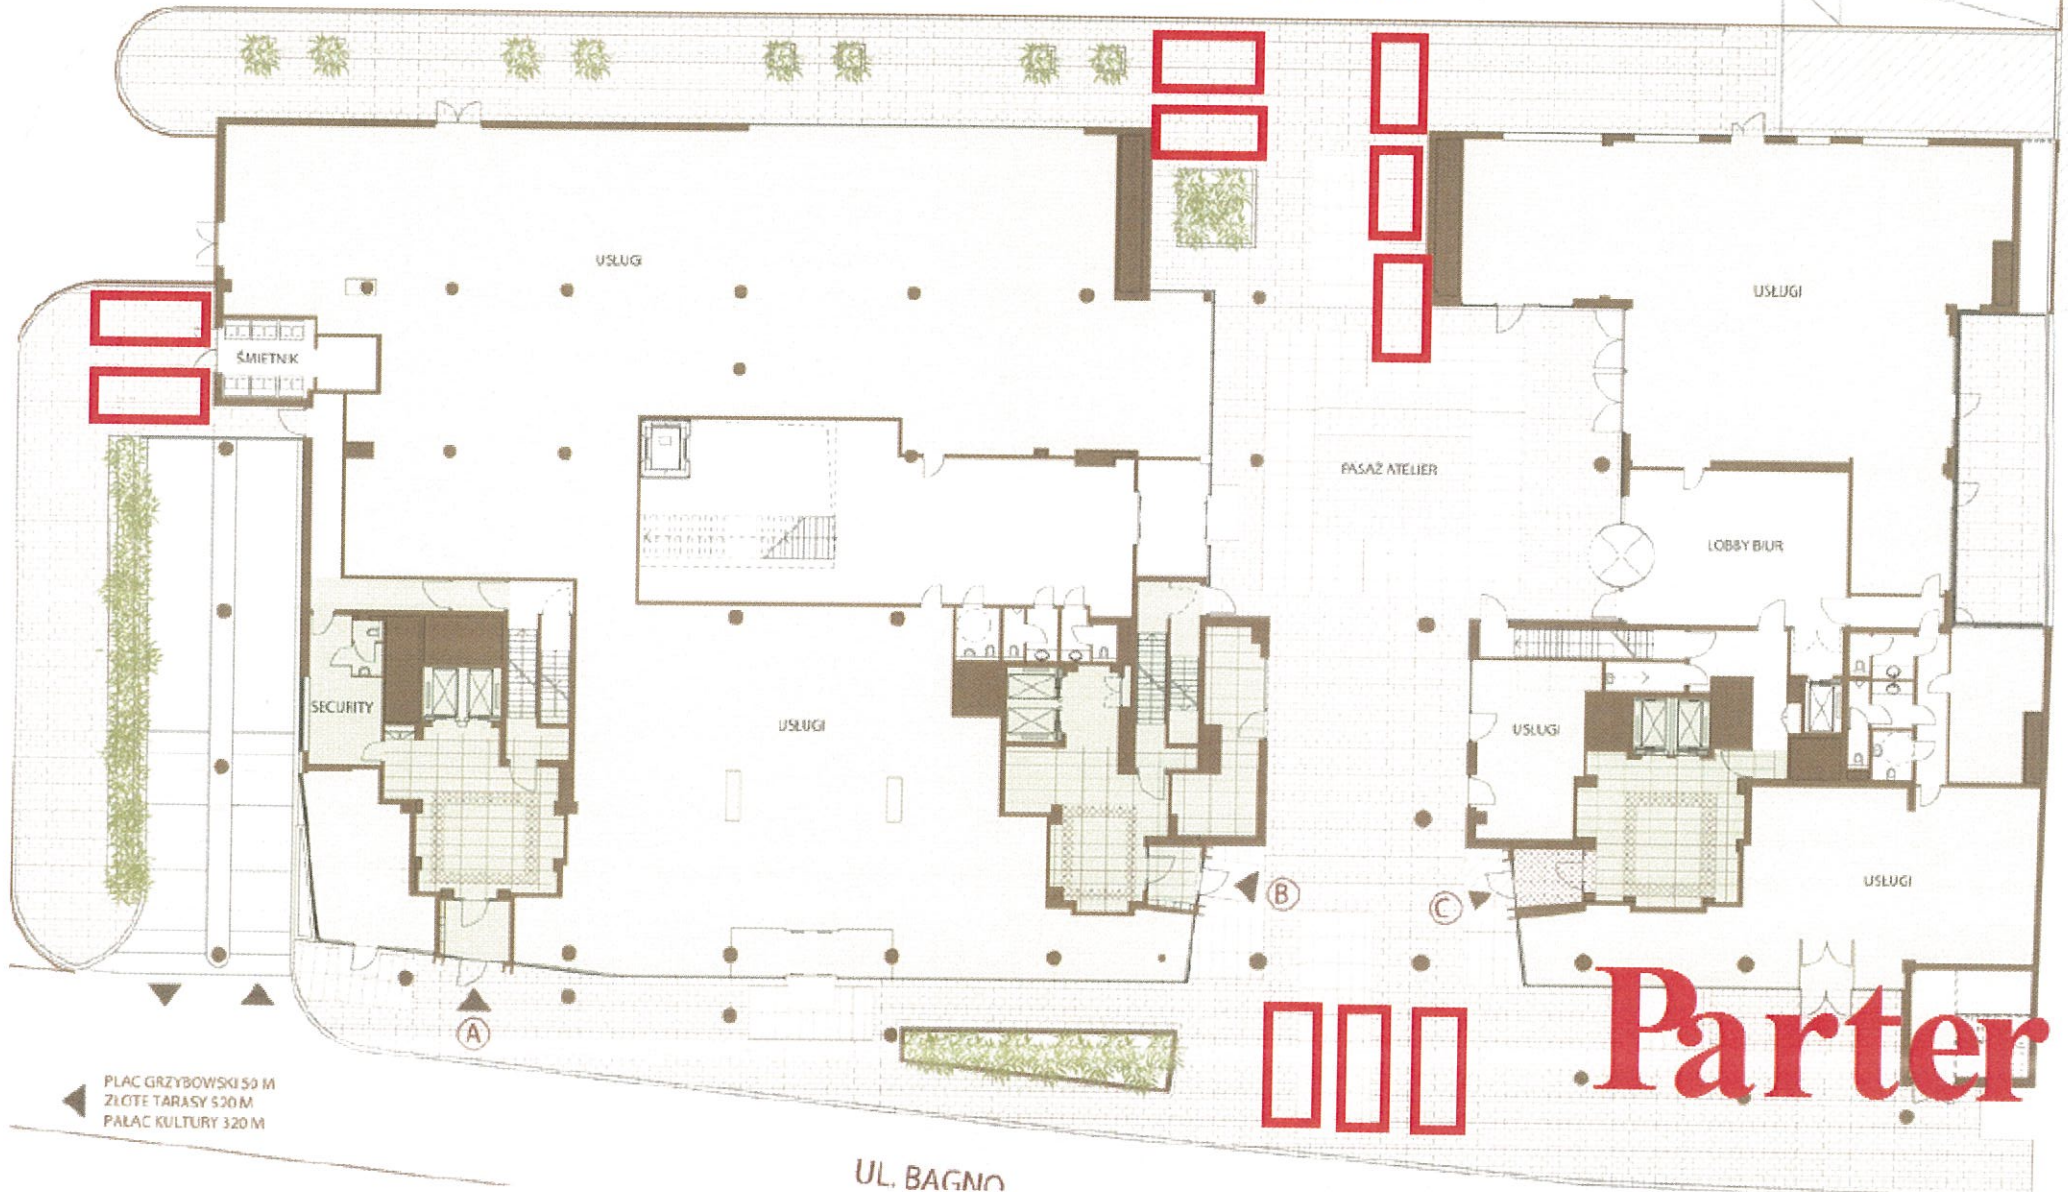 USŁUGI
USŁUGI
ŚMIETNIK
PASAŻ ATELIER
LOBBY BIUR
SECURITY
USŁUGI
USŁUGI
USŁUGI
B
C
A
Parter
PLAC GRZYBOWSKI 50 M
ZŁOTE TARASY 520 M
PAŁAC KULTURY 320 M
UL. BAGNO